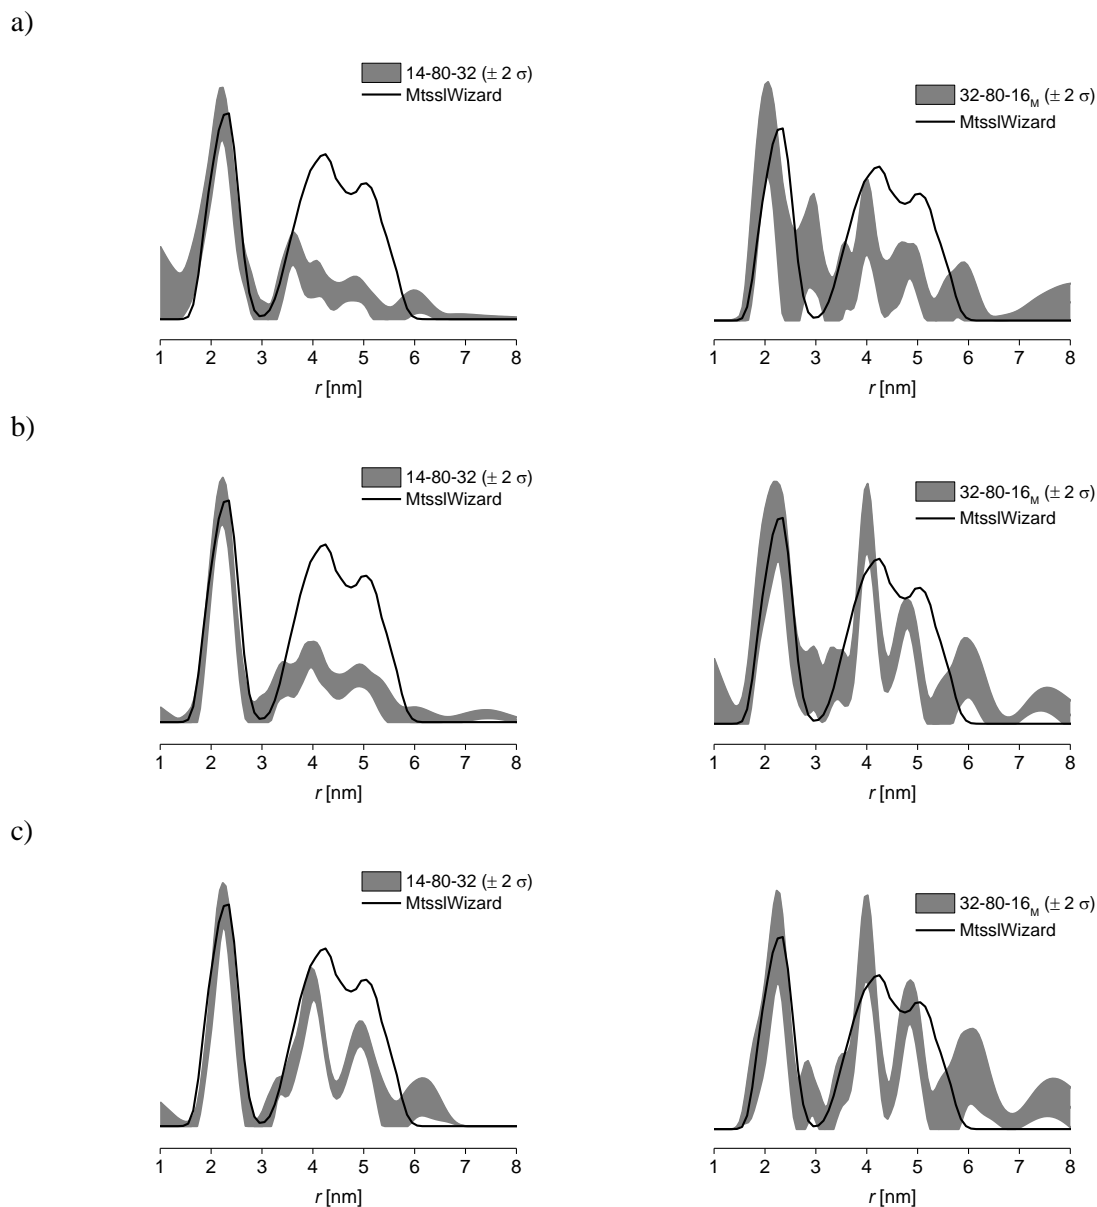 a)
14-80-32 (± 2 σ)
MtsslWizard
1 2 3 4 5 6 7 8
r [nm]
32-80-16M (± 2 σ)
MtsslWizard
1 2 3 4 5 6 7 8
r [nm]
b)
14-80-32 (± 2 σ)
MtsslWizard
1 2 3 4 5 6 7 8
r [nm]
32-80-16M (± 2 σ)
MtsslWizard
1 2 3 4 5 6 7 8
r [nm]
c)
14-80-32 (± 2 σ)
MtsslWizard
1 2 3 4 5 6 7 8
r [nm]
32-80-16M (± 2 σ)
MtsslWizard
1 2 3 4 5 6 7 8
r [nm]